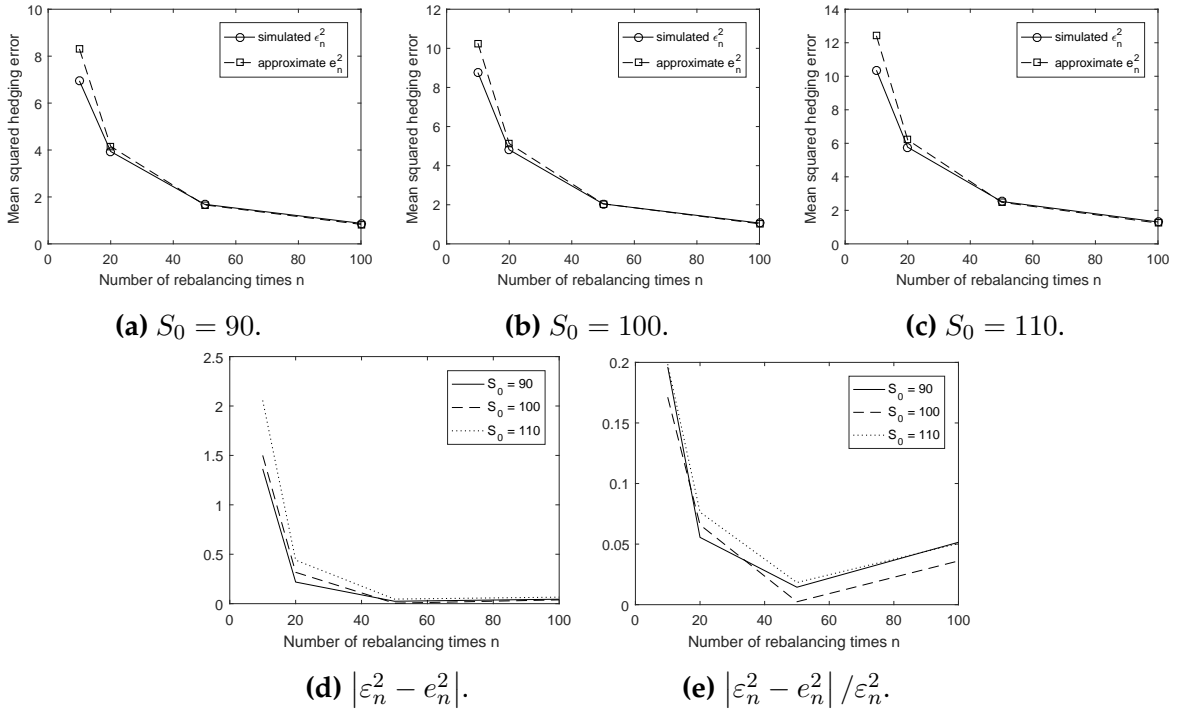 10
8
6
4
2
0
0 20 40 60 80 100
Mean squared hedging error
Number of rebalancing times n
simulated ϵ_n^2
approximate e_n^2
(a) S_0 = 90.
12
10
8
6
4
2
0
0 20 40 60 80 100
Mean squared hedging error
Number of rebalancing times n
simulated ϵ_n^2
approximate e_n^2
(b) S_0 = 100.
14
12
10
8
6
4
2
0
0 20 40 60 80 100
Mean squared hedging error
Number of rebalancing times n
simulated ϵ_n^2
approximate e_n^2
(c) S_0 = 110.
2.5
2
1.5
1
0.5
0
0 20 40 60 80 100
Number of rebalancing times n
S_0 = 90
S_0 = 100
S_0 = 110
(d) |ε_n^2 − e_n^2|.
0.2
0.15
0.1
0.05
0
0 20 40 60 80 100
Number of rebalancing times n
S_0 = 90
S_0 = 100
S_0 = 110
(e) |ε_n^2 − e_n^2| /ε_n^2.